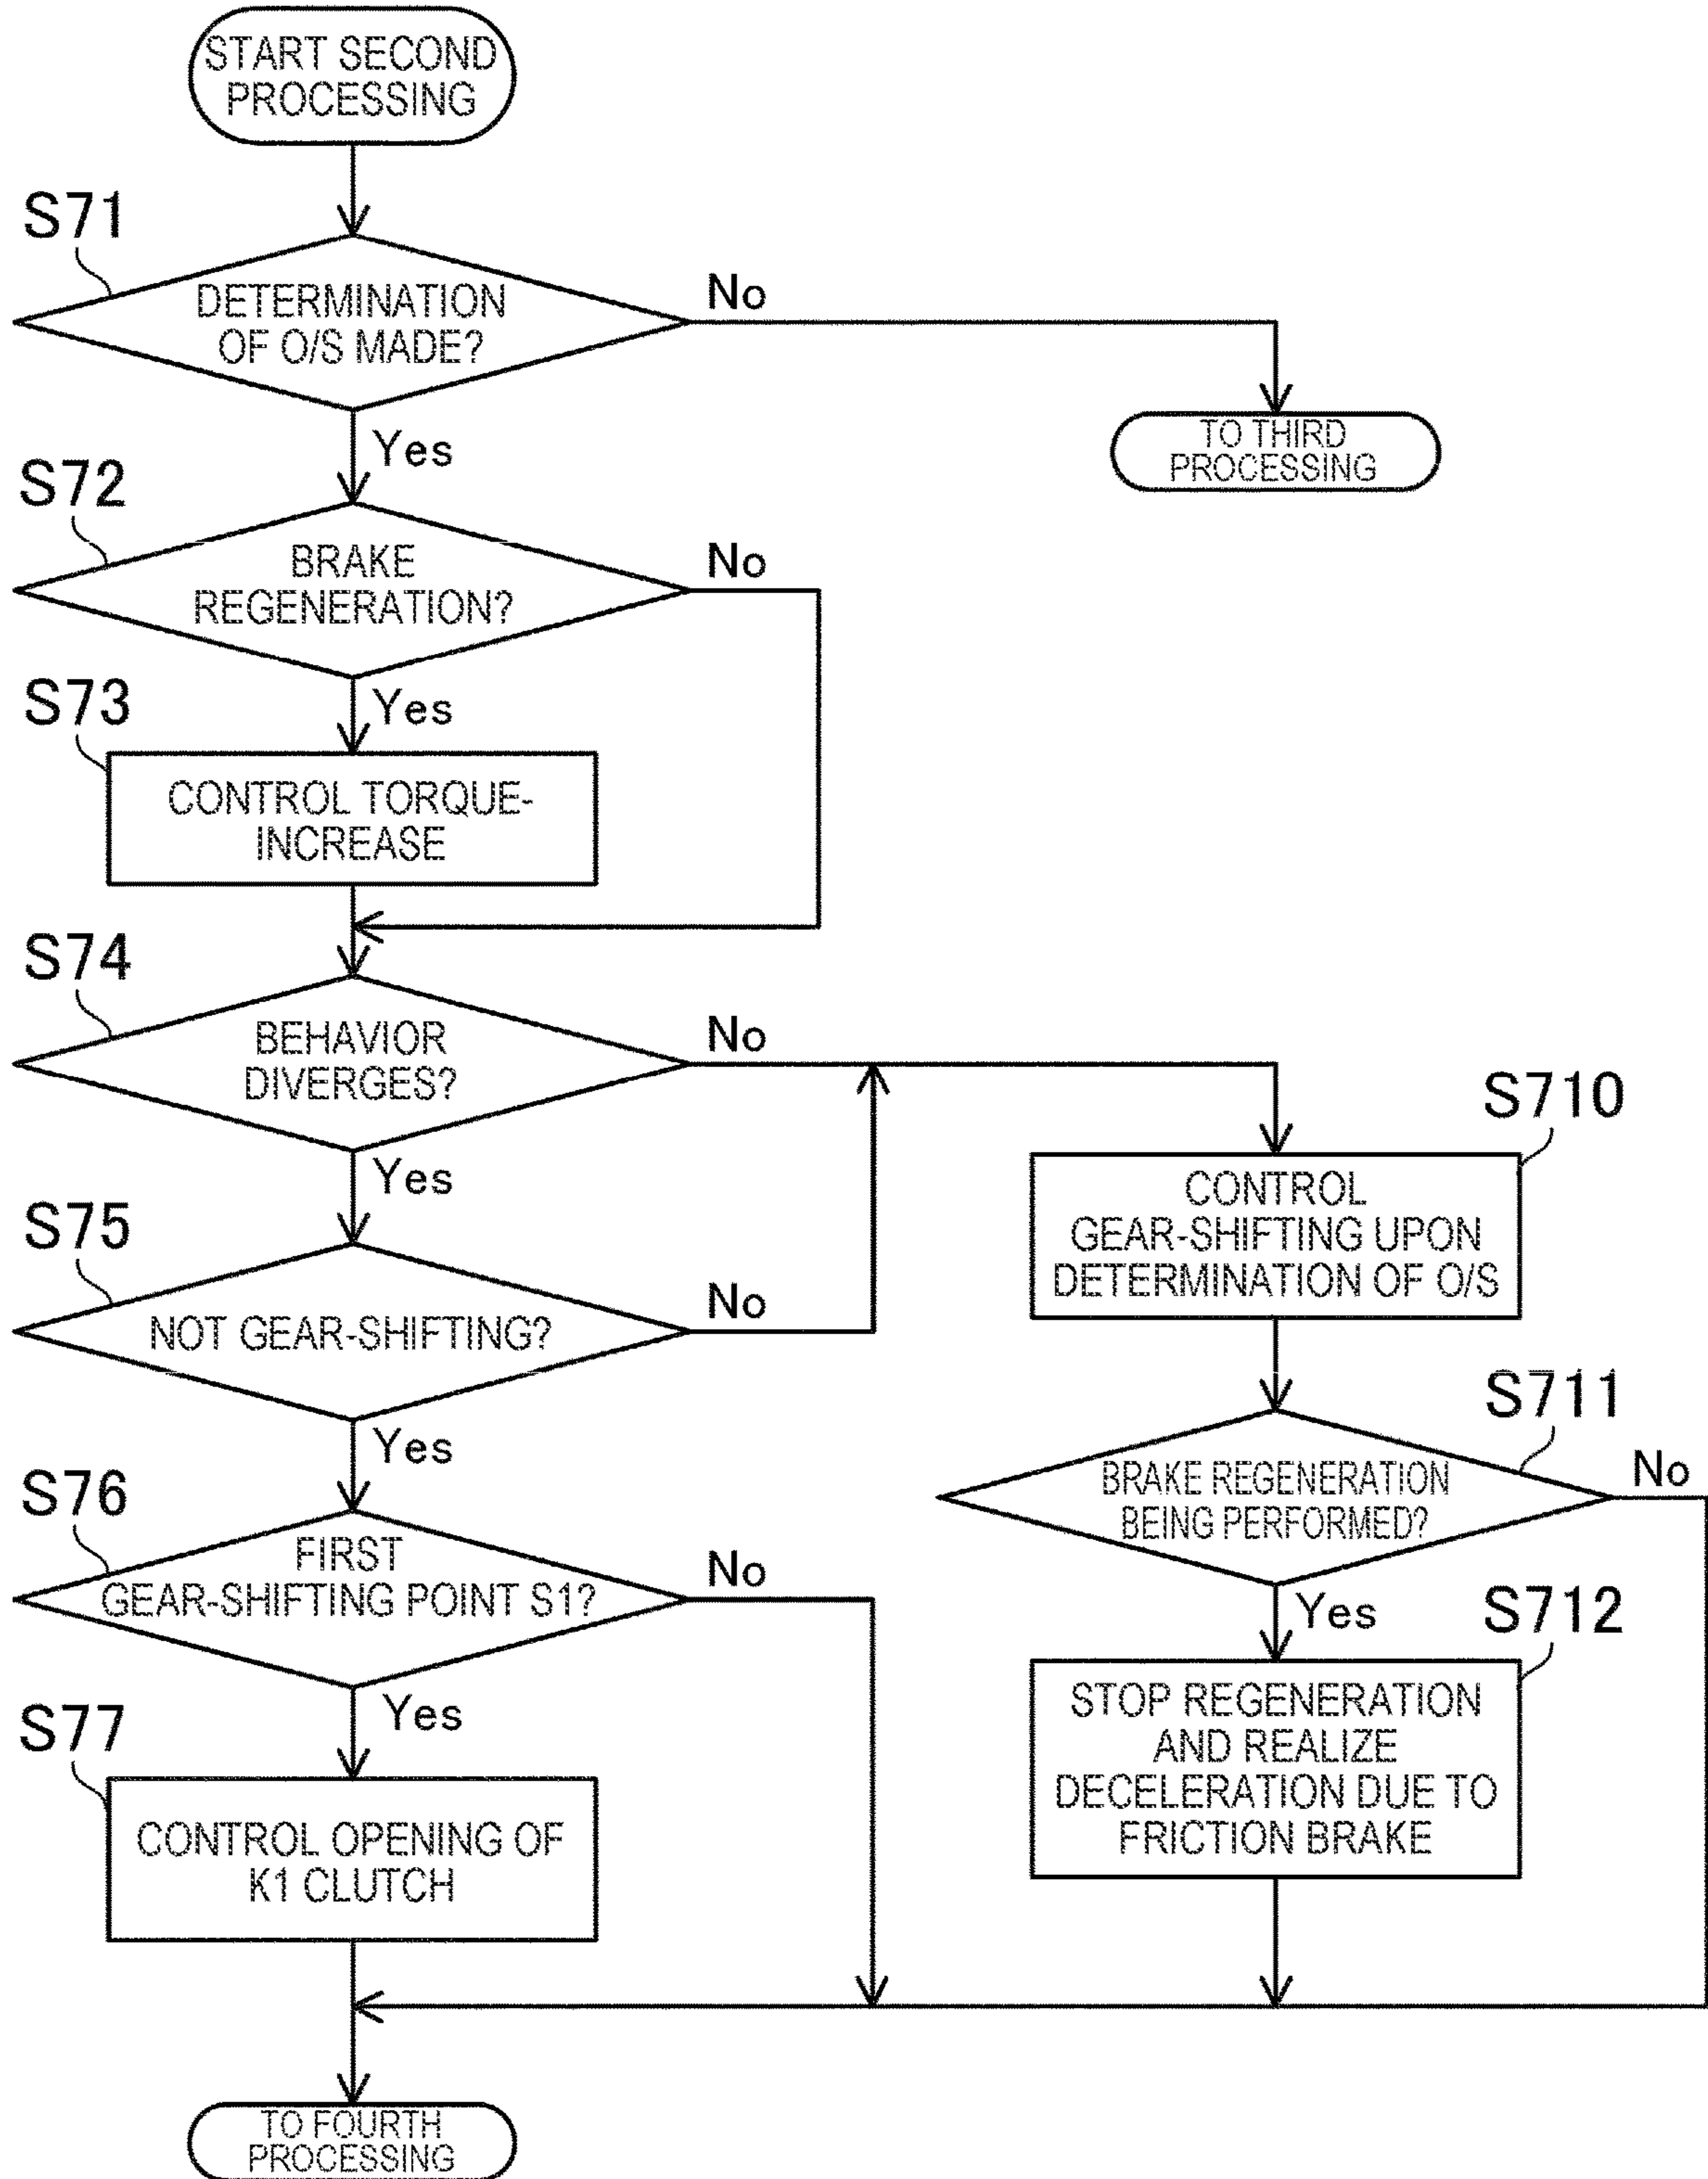 START SECOND
PROCESSING
S71
DETERMINATION
OF O/S MADE?
No
TO THIRD
PROCESSING
Yes
S72
BRAKE
REGENERATION?
No
Yes
S73
CONTROL TORQUE-
INCREASE
S74
BEHAVIOR
DIVERGES?
No
Yes
S710
CONTROL
GEAR-SHIFTING UPON
DETERMINATION OF O/S
S75
NOT GEAR-SHIFTING?
No
Yes
S711
BRAKE REGENERATION
BEING PERFORMED?
No
Yes
S76
FIRST
GEAR-SHIFTING POINT S1?
No
Yes
S712
STOP REGENERATION
AND REALIZE
DECELERATION DUE TO
FRICTION BRAKE
S77
CONTROL OPENING OF
K1 CLUTCH
TO FOURTH
PROCESSING